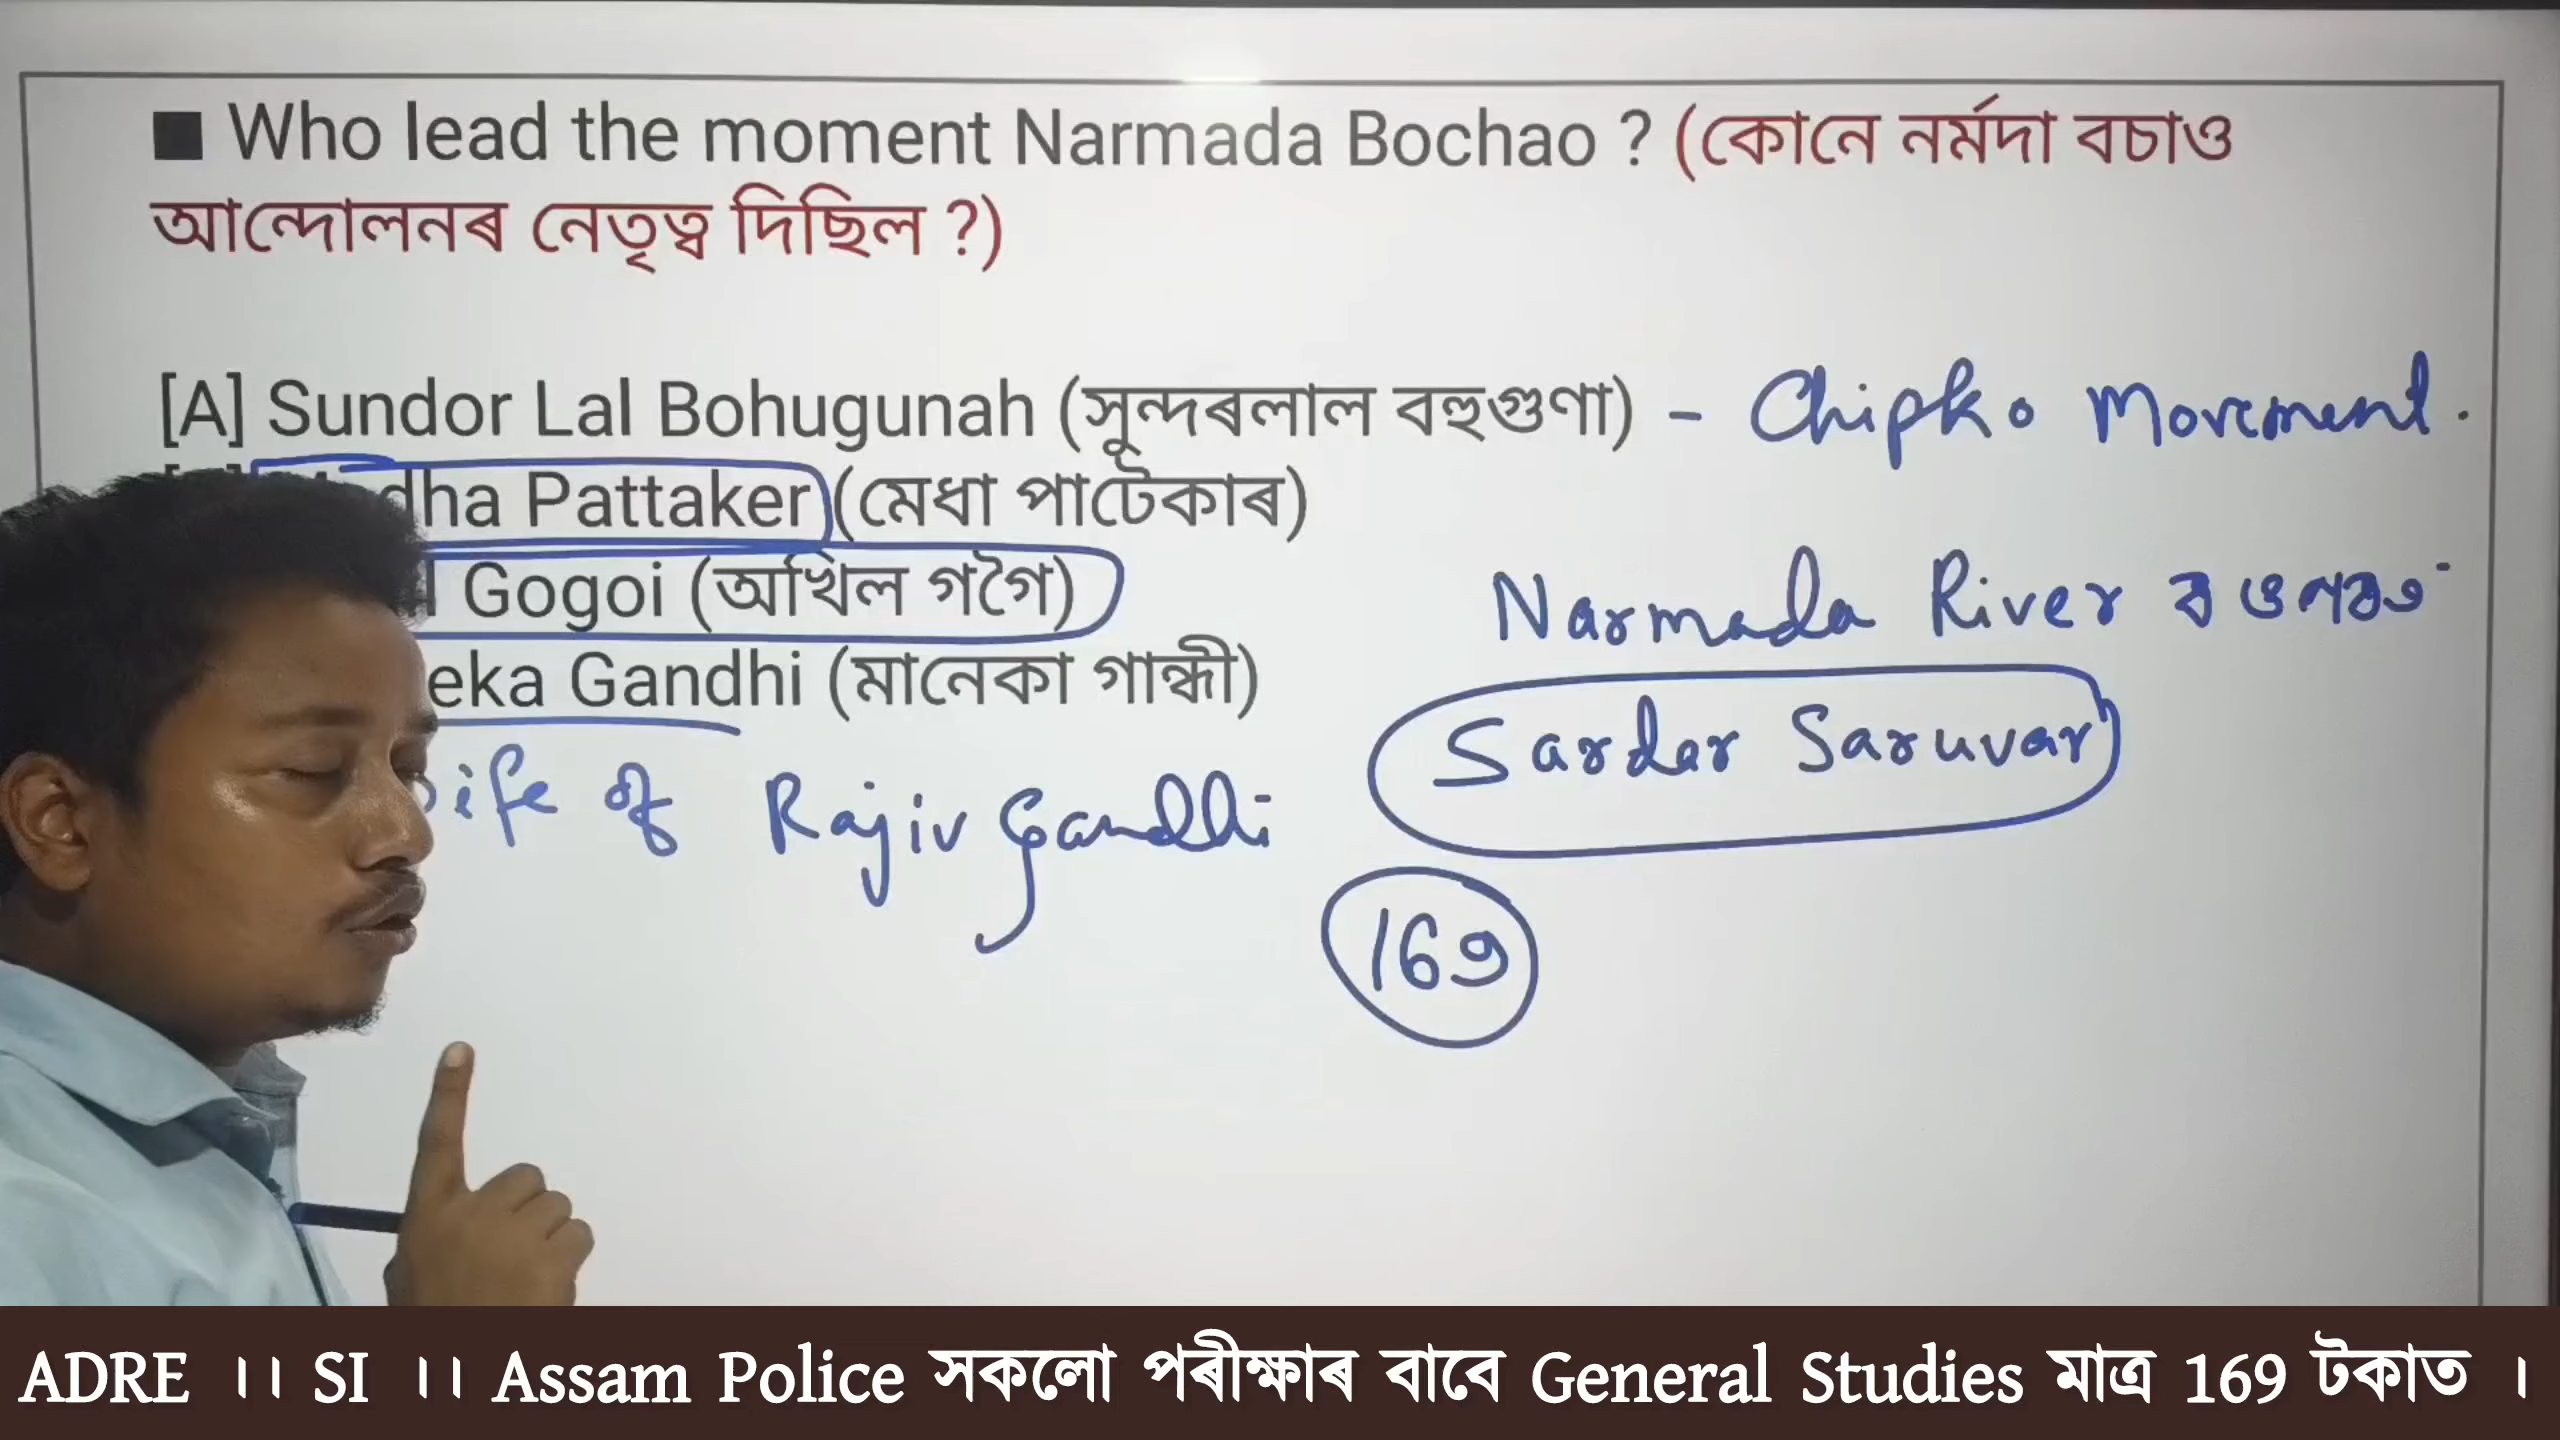 ■ Who lead the moment Narmada Bochao ? (কোনে নৰ্মদা বচাও
আন্দোলনৰ নেতৃত্ব দিছিল ?)
[A] Sundor Lal Bohugunah (সুন্দৰলাল বহুগুণা) - Chipko Movement.
dha Pattaker (মেধা পাটেকাৰ)
l Gogoi (অখিল গগৈ)
Narmada River ৰ ওপৰত
eka Gandhi (মানেকা গান্ধী)
Sardar Saruvar
ife of Rajiv Gandhi
169
ADRE ।। SI ।। Assam Police সকলো পৰীক্ষাৰ বাবে General Studies মাত্ৰ 169 টকাত ।